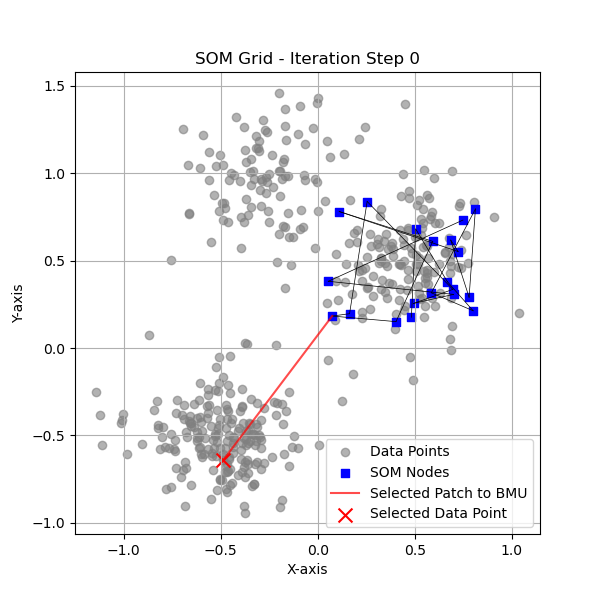 SOM Grid - Iteration Step 0
Y-axis
1.5
1.0
0.5
0.0
−0.5
−1.0
Data Points
SOM Nodes
Selected Patch to BMU
Selected Data Point
−1.0 −0.5 0.0 0.5 1.0
X-axis